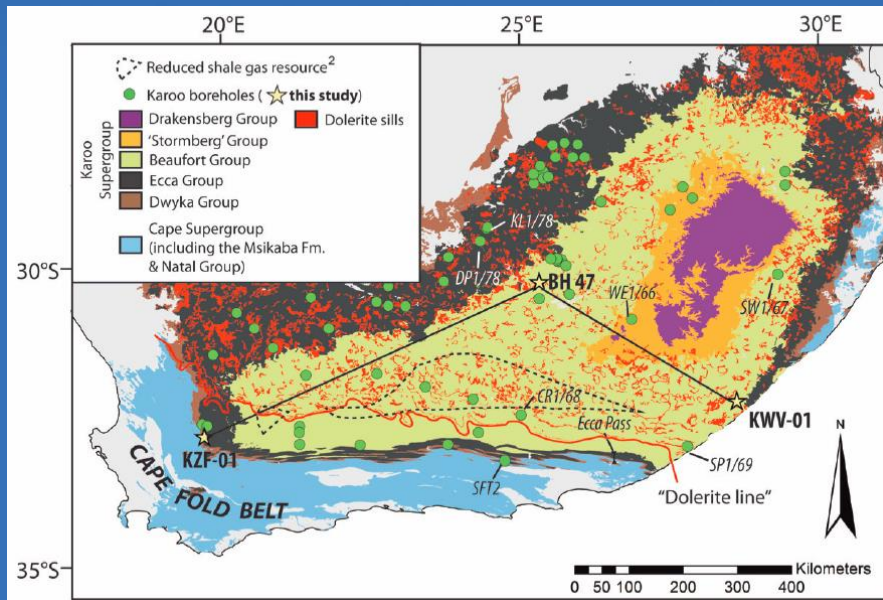 20°E
25°E
30°E
Reduced shale gas resource²
Karoo boreholes ( this study)
Drakensberg Group
Dolerite sills
'Stormberg' Group
Beaufort Group
Ecca Group
Dwyka Group
Karoo
Supergroup
Cape Supergroup
(including the Msikaba Fm.
& Natal Group)
KL1/78
30°S
DP1/78
BH 47
WE1/66
SW1/67
CR1/68
KWV-01
Ecca Pass
KZF-01
SP1/69
N
SFT2
"Dolerite line"
CAPE FOLD BELT
35°S
Kilometers
0 50 100 200 300 400